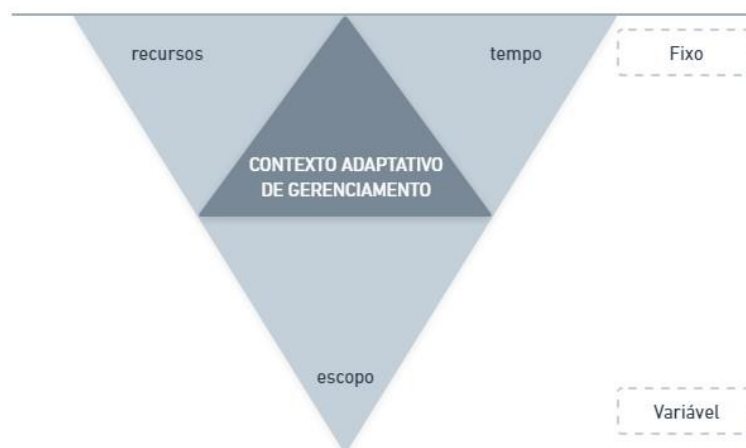 recursos
tempo
Fixo
CONTEXTO ADAPTATIVO
DE GERENCIAMENTO
escopo
Variável